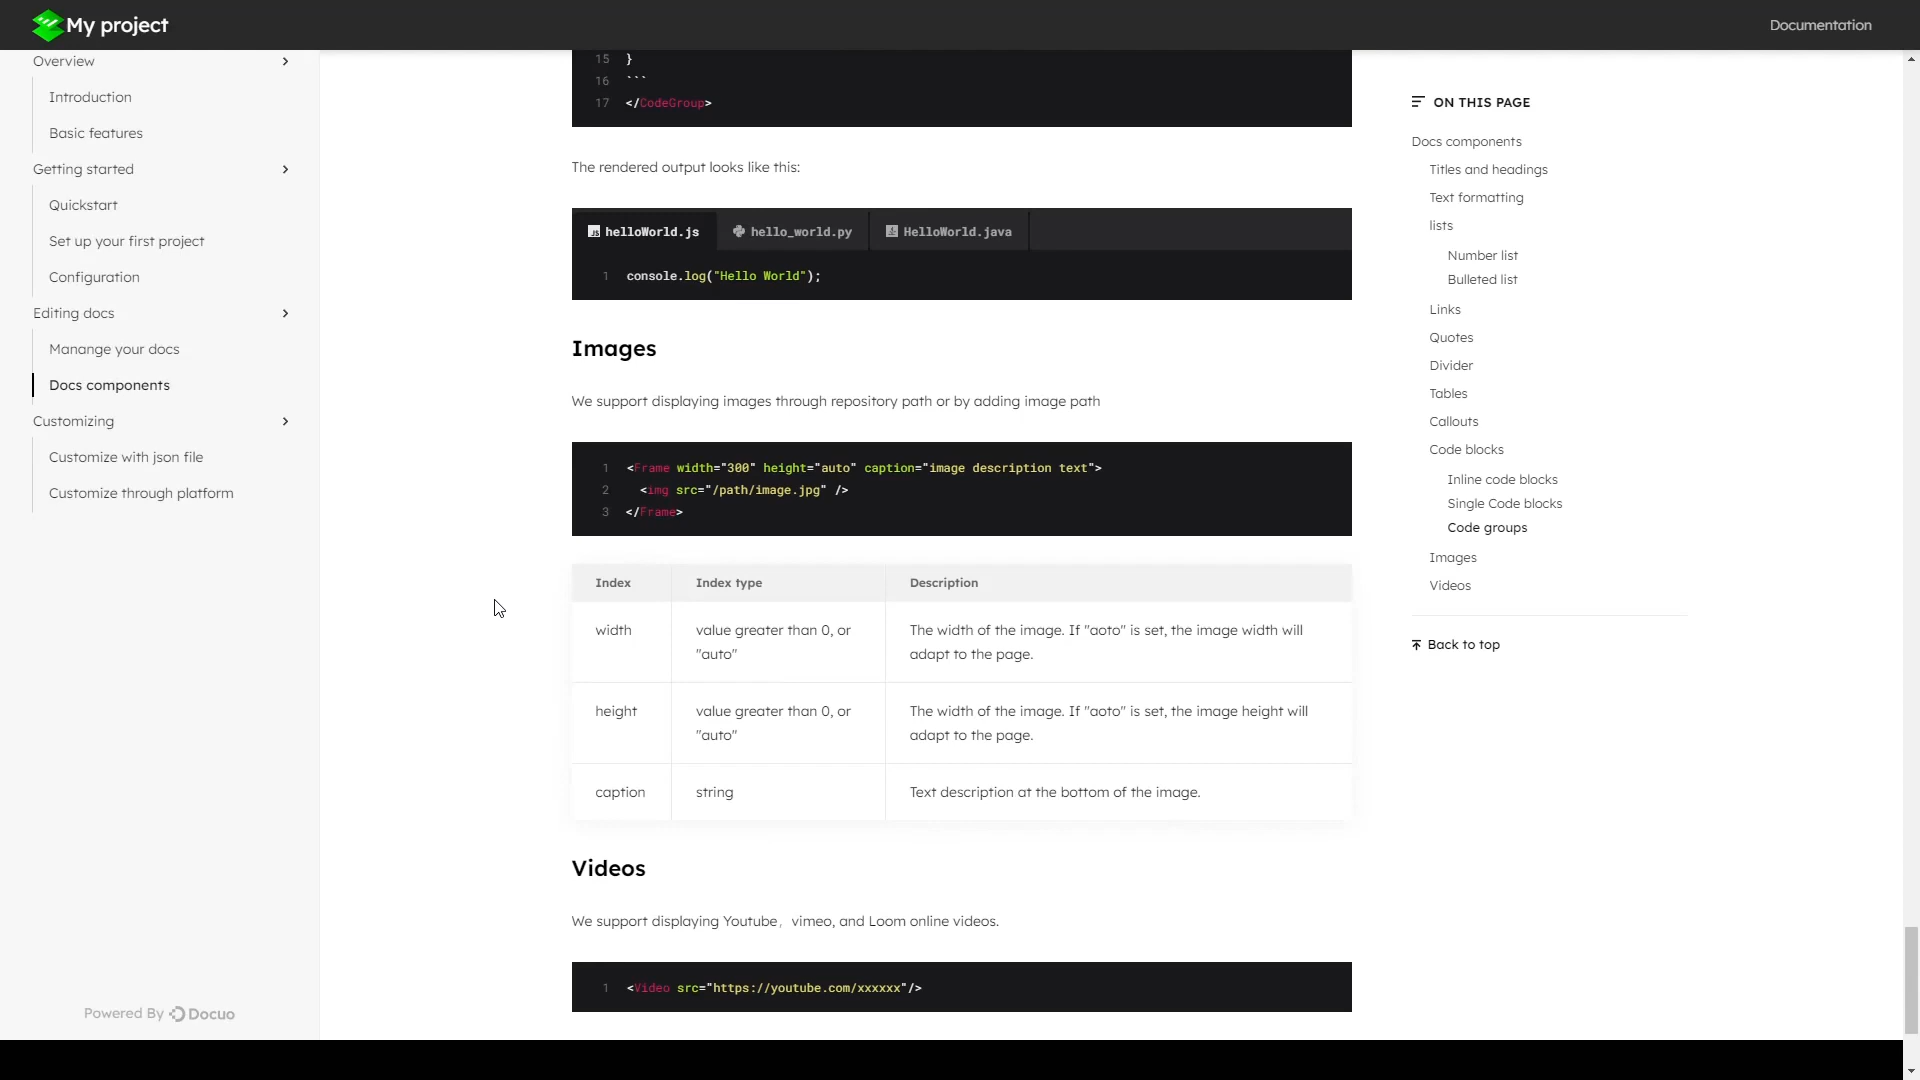 My project
Documentation
Overview
Introduction
Basic features
Getting started
Quickstart
Set up your first project
Configuration
Editing docs
Manange your docs
Docs components
Customizing
Customize with json file
Customize through platform
Powered By Docuo
15 }
16 ```
17 </CodeGroup>
The rendered output looks like this:
helloWorld.js hello_world.py HelloWorld.java
1 console.log("Hello World");
Images
We support displaying images through repository path or by adding image path
1 <Frame width="300" height="auto" caption="image description text">
2 <img src="/path/image.jpg" />
3 </Frame>
Index Index type Description
width value greater than 0, or The width of the image. If "aoto" is set, the image width will
"auto" adapt to the page.
height value greater than 0, or The width of the image. If "aoto" is set, the image height will
"auto" adapt to the page.
caption string Text description at the bottom of the image.
Videos
We support displaying Youtube，vimeo, and Loom online videos.
1 <Video src="https://youtube.com/xxxxxx"/>
ON THIS PAGE
Docs components
Titles and headings
Text formatting
lists
Number list
Bulleted list
Links
Quotes
Divider
Tables
Callouts
Code blocks
Inline code blocks
Single Code blocks
Code groups
Images
Videos
Back to top